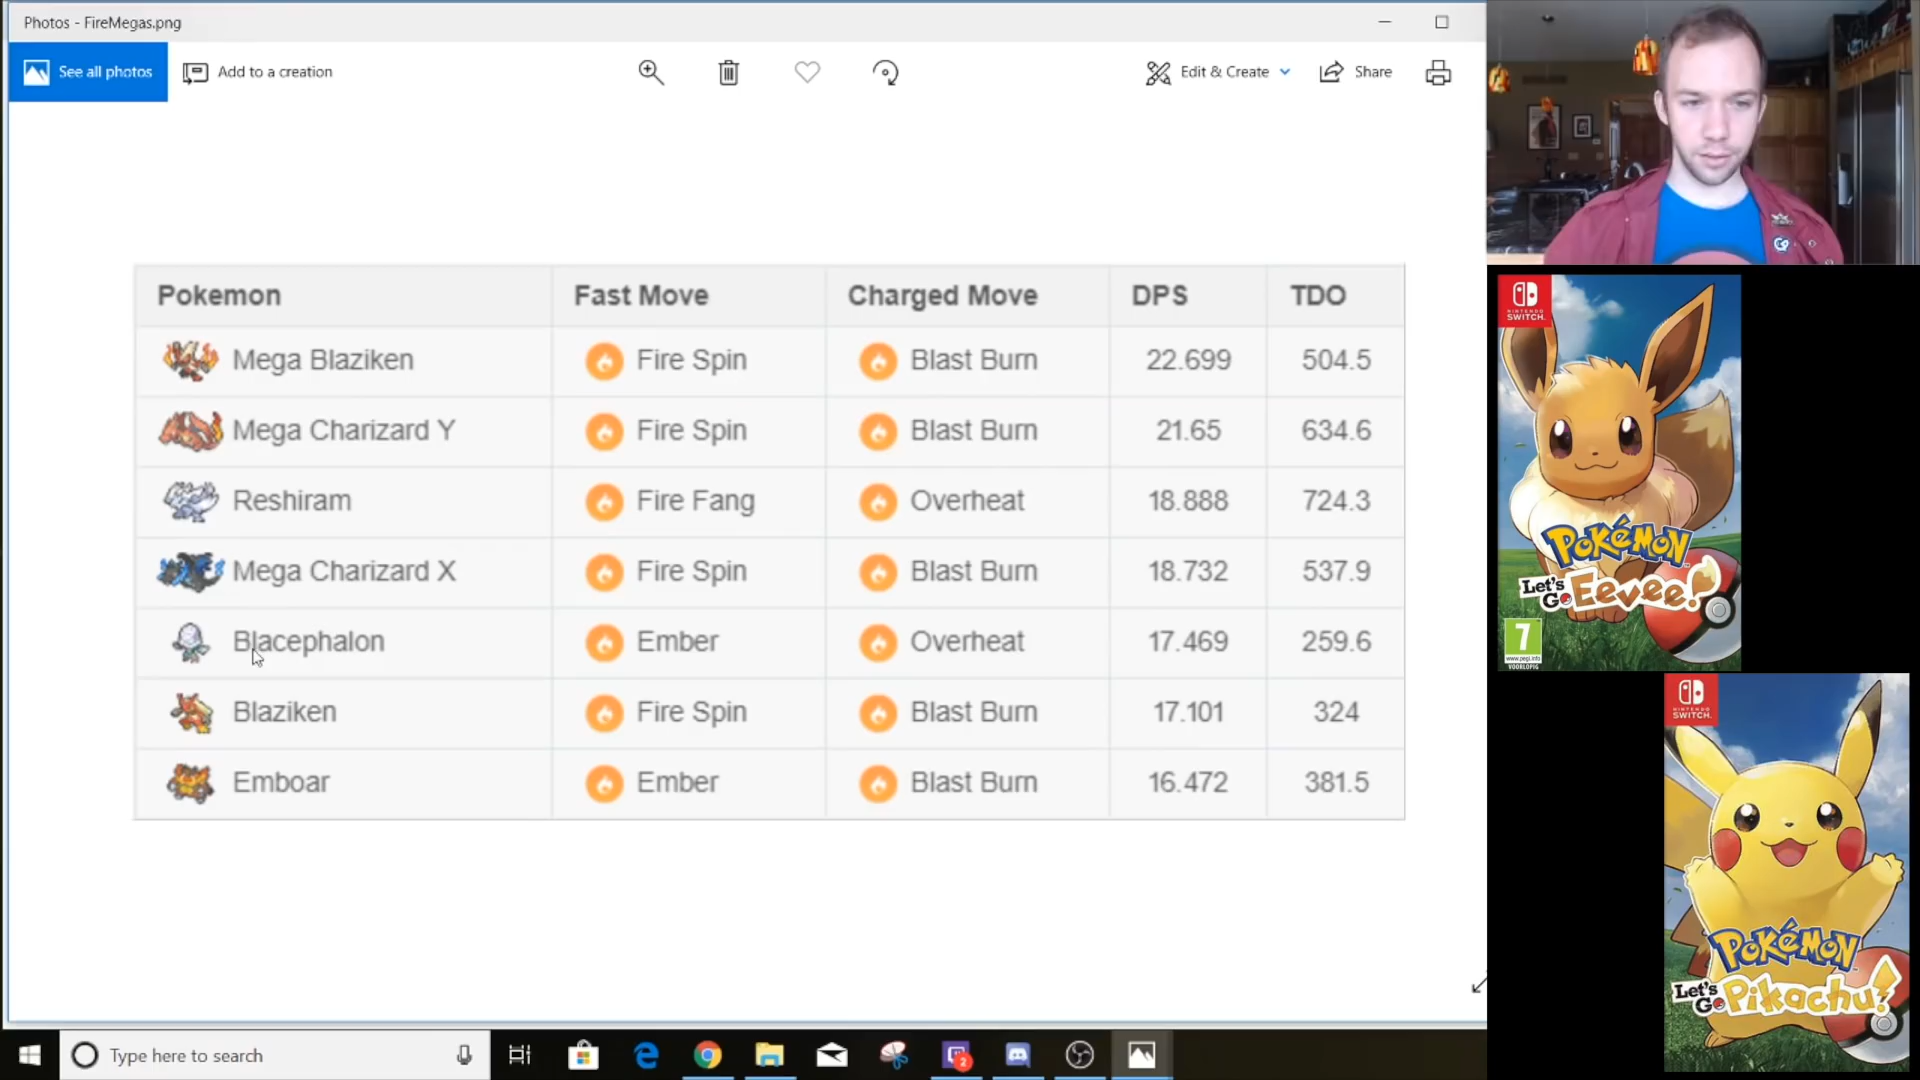 Photos - FireMegas.png
See all photos
Add to a creation
Edit & Create
Share
Pokemon Fast Move Charged Move DPS TDO
Mega Blaziken Fire Spin Blast Burn 22.699 504.5
Mega Charizard Y Fire Spin Blast Burn 21.65 634.6
Reshiram Fire Fang Overheat 18.888 724.3
Mega Charizard X Fire Spin Blast Burn 18.732 537.9
Blacephalon Ember Overheat 17.469 259.6
Blaziken Fire Spin Blast Burn 17.101 324
Emboar Ember Blast Burn 16.472 381.5
NINTENDO
SWITCH
POKéMON
Let's Go Eevee!
7
www.pegi.info
VOORLOPIG
NINTENDO
SWITCH
POKéMON
Let's Go Pikachu!
Type here to search
2